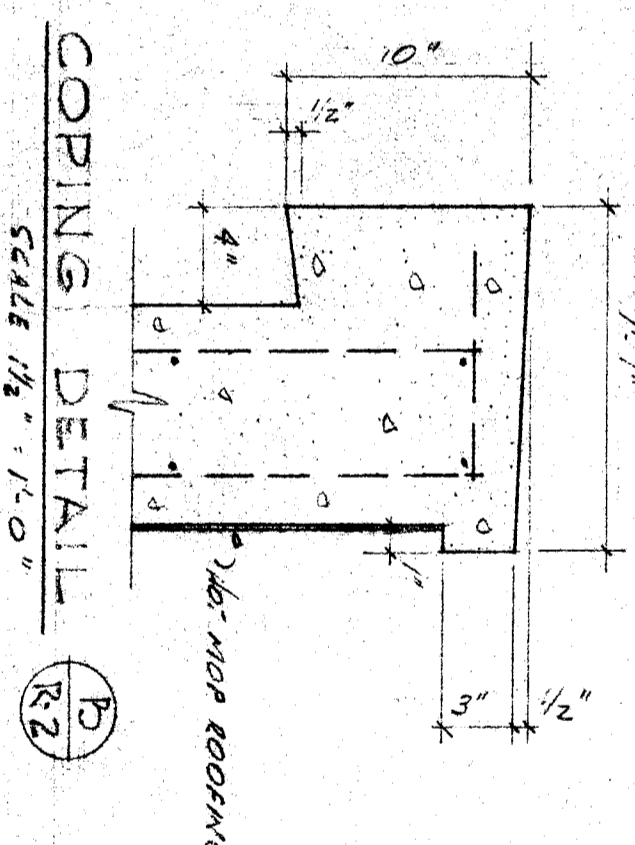 10"
1/2"
4"
1'-1"
1"
3"
1/2"
HOT-MOP ROOFING
COPING DETAIL
SCALE 1 1/2" = 1'-0"
R-2